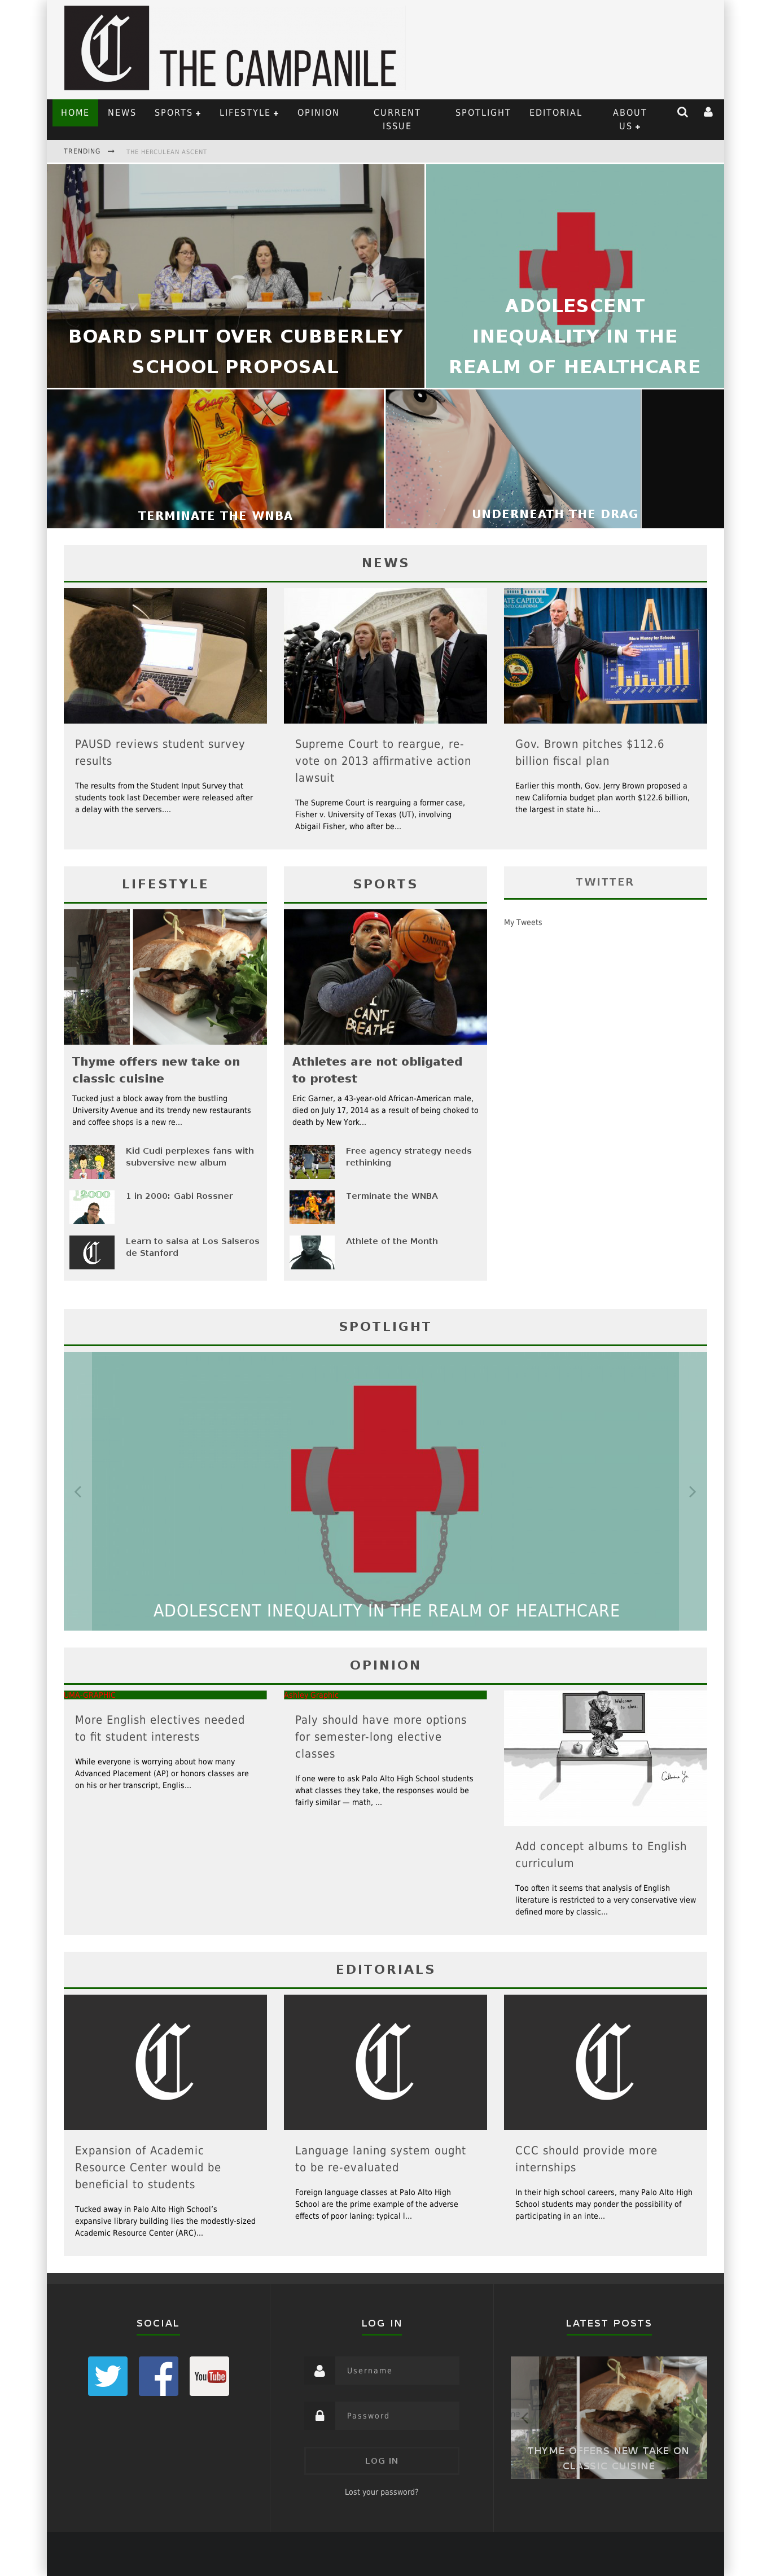 C THE CAMPANILE
HOME NEWS SPORTS + LIFESTYLE + OPINION CURRENT ISSUE SPOTLIGHT EDITORIAL ABOUT US +
TRENDING THE HERCULEAN ASCENT
BOARD SPLIT OVER CUBBERLEY
SCHOOL PROPOSAL
ADOLESCENT
INEQUALITY IN THE
REALM OF HEALTHCARE
TERMINATE THE WNBA
UNDERNEATH THE DRAG
NEWS
More Money for Schools
PAUSD reviews student survey
results
The results from the Student Input Survey that
students took last December were released after
a delay with the servers....
Supreme Court to reargue, re-
vote on 2013 affirmative action
lawsuit
The Supreme Court is rearguing a former case,
Fisher v. University of Texas (UT), involving
Abigail Fisher, who after be...
Gov. Brown pitches $112.6
billion fiscal plan
Earlier this month, Gov. Jerry Brown proposed a
new California budget plan worth $122.6 billion,
the largest in state hi...
LIFESTYLE
Thyme offers new take on
classic cuisine
Tucked just a block away from the bustling
University Avenue and its trendy new restaurants
and coffee shops is a new re...
Kid Cudi perplexes fans with
subversive new album
2000
1 in 2000: Gabi Rossner
C
Learn to salsa at Los Salseros
de Stanford
SPORTS
I
CAN'T
BREATHE
Athletes are not obligated
to protest
Eric Garner, a 43-year-old African-American male,
died on July 17, 2014 as a result of being choked to
death by New York...
Free agency strategy needs
rethinking
Terminate the WNBA
Athlete of the Month
TWITTER
My Tweets
SPOTLIGHT
ADOLESCENT INEQUALITY IN THE REALM OF HEALTHCARE
OPINION
More English electives needed
to fit student interests
While everyone is worrying about how many
Advanced Placement (AP) or honors classes are
on his or her transcript, Englis...
Paly should have more options
for semester-long elective
classes
If one were to ask Palo Alto High School students
what classes they take, the responses would be
fairly similar — math, ...
Welcome
to class.
Add concept albums to English
curriculum
Too often it seems that analysis of English
literature is restricted to a very conservative view
defined more by classic...
EDITORIALS
C
C
C
Expansion of Academic
Resource Center would be
beneficial to students
Tucked away in Palo Alto High School's
expansive library building lies the modestly-sized
Academic Resource Center (ARC)...
Language laning system ought
to be re-evaluated
Foreign language classes at Palo Alto High
School are the prime example of the adverse
effects of poor laning: typical l...
CCC should provide more
internships
In their high school careers, many Palo Alto High
School students may ponder the possibility of
participating in an inte...
SOCIAL
YouTube
LOG IN
Username
Password
LOG IN
Lost your password?
LATEST POSTS
THYME OFFERS NEW TAKE ON
CLASSIC CUISINE